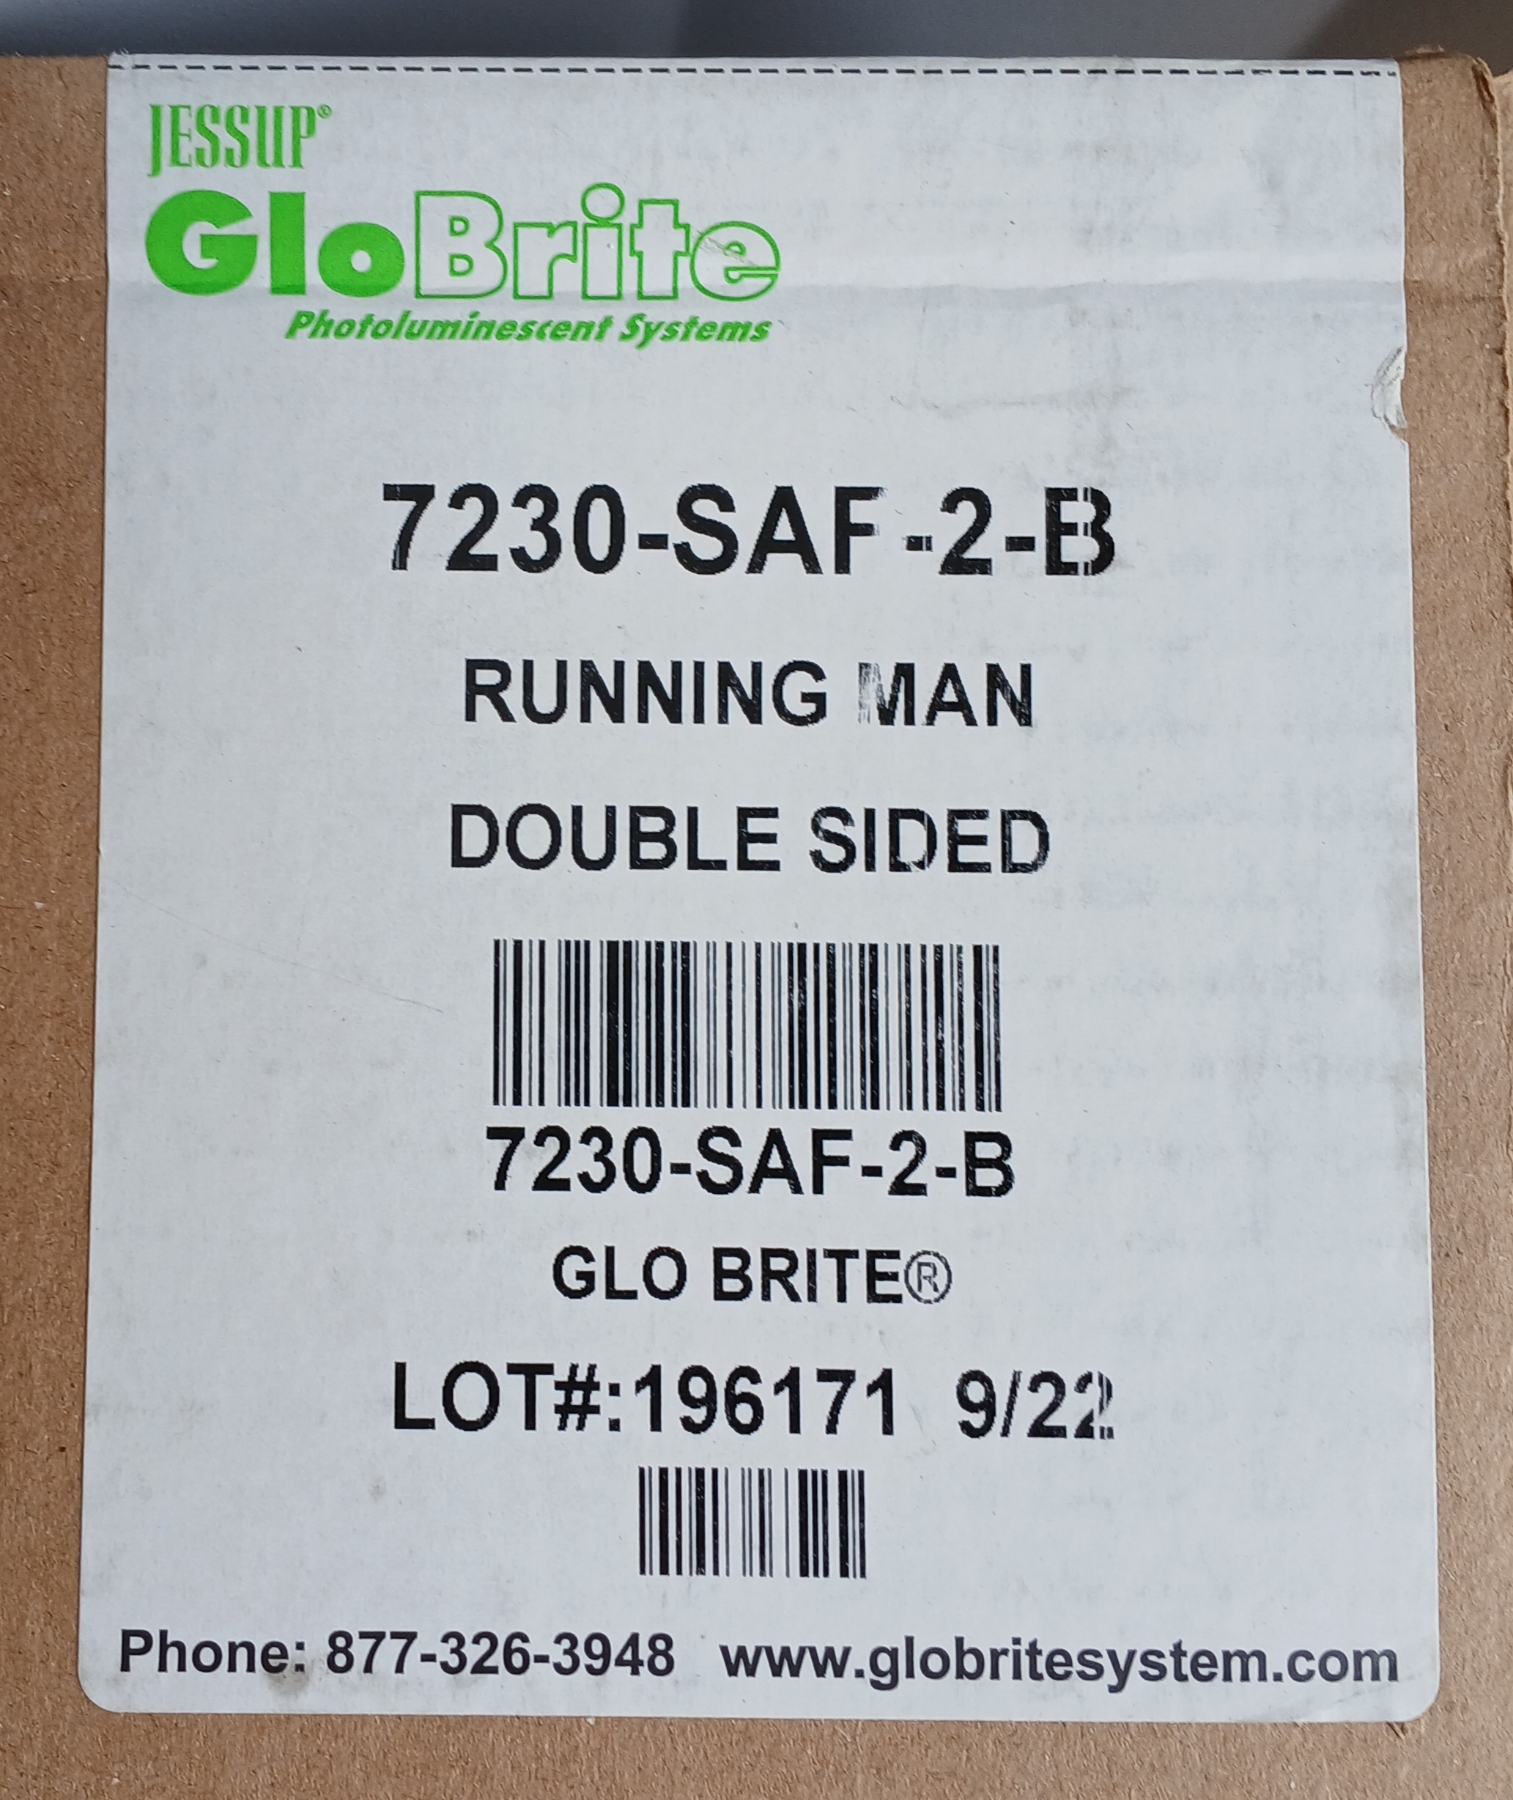 JESSUP®
GloBrite
Photoluminescent Systems
7230-SAF-2-B
RUNNING MAN
DOUBLE SIDED
7230-SAF-2-B
GLO BRITE®
LOT#:196171 9/22
Phone: 877-326-3948 www.globritesystem.com